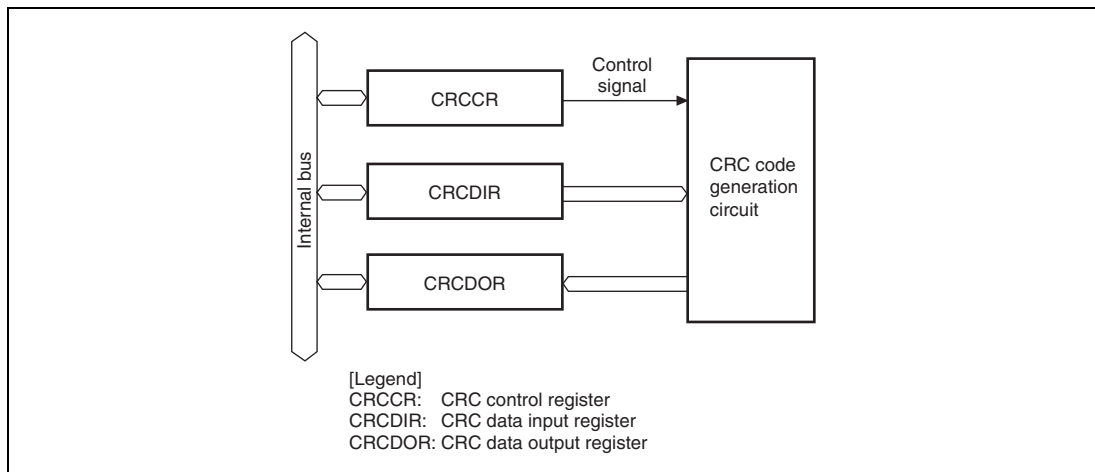 Control
signal
CRCCR
CRCDIR
CRCDOR
Internal bus
CRC code
generation
circuit
[Legend]
CRCCR: CRC control register
CRCDIR: CRC data input register
CRCDOR: CRC data output register